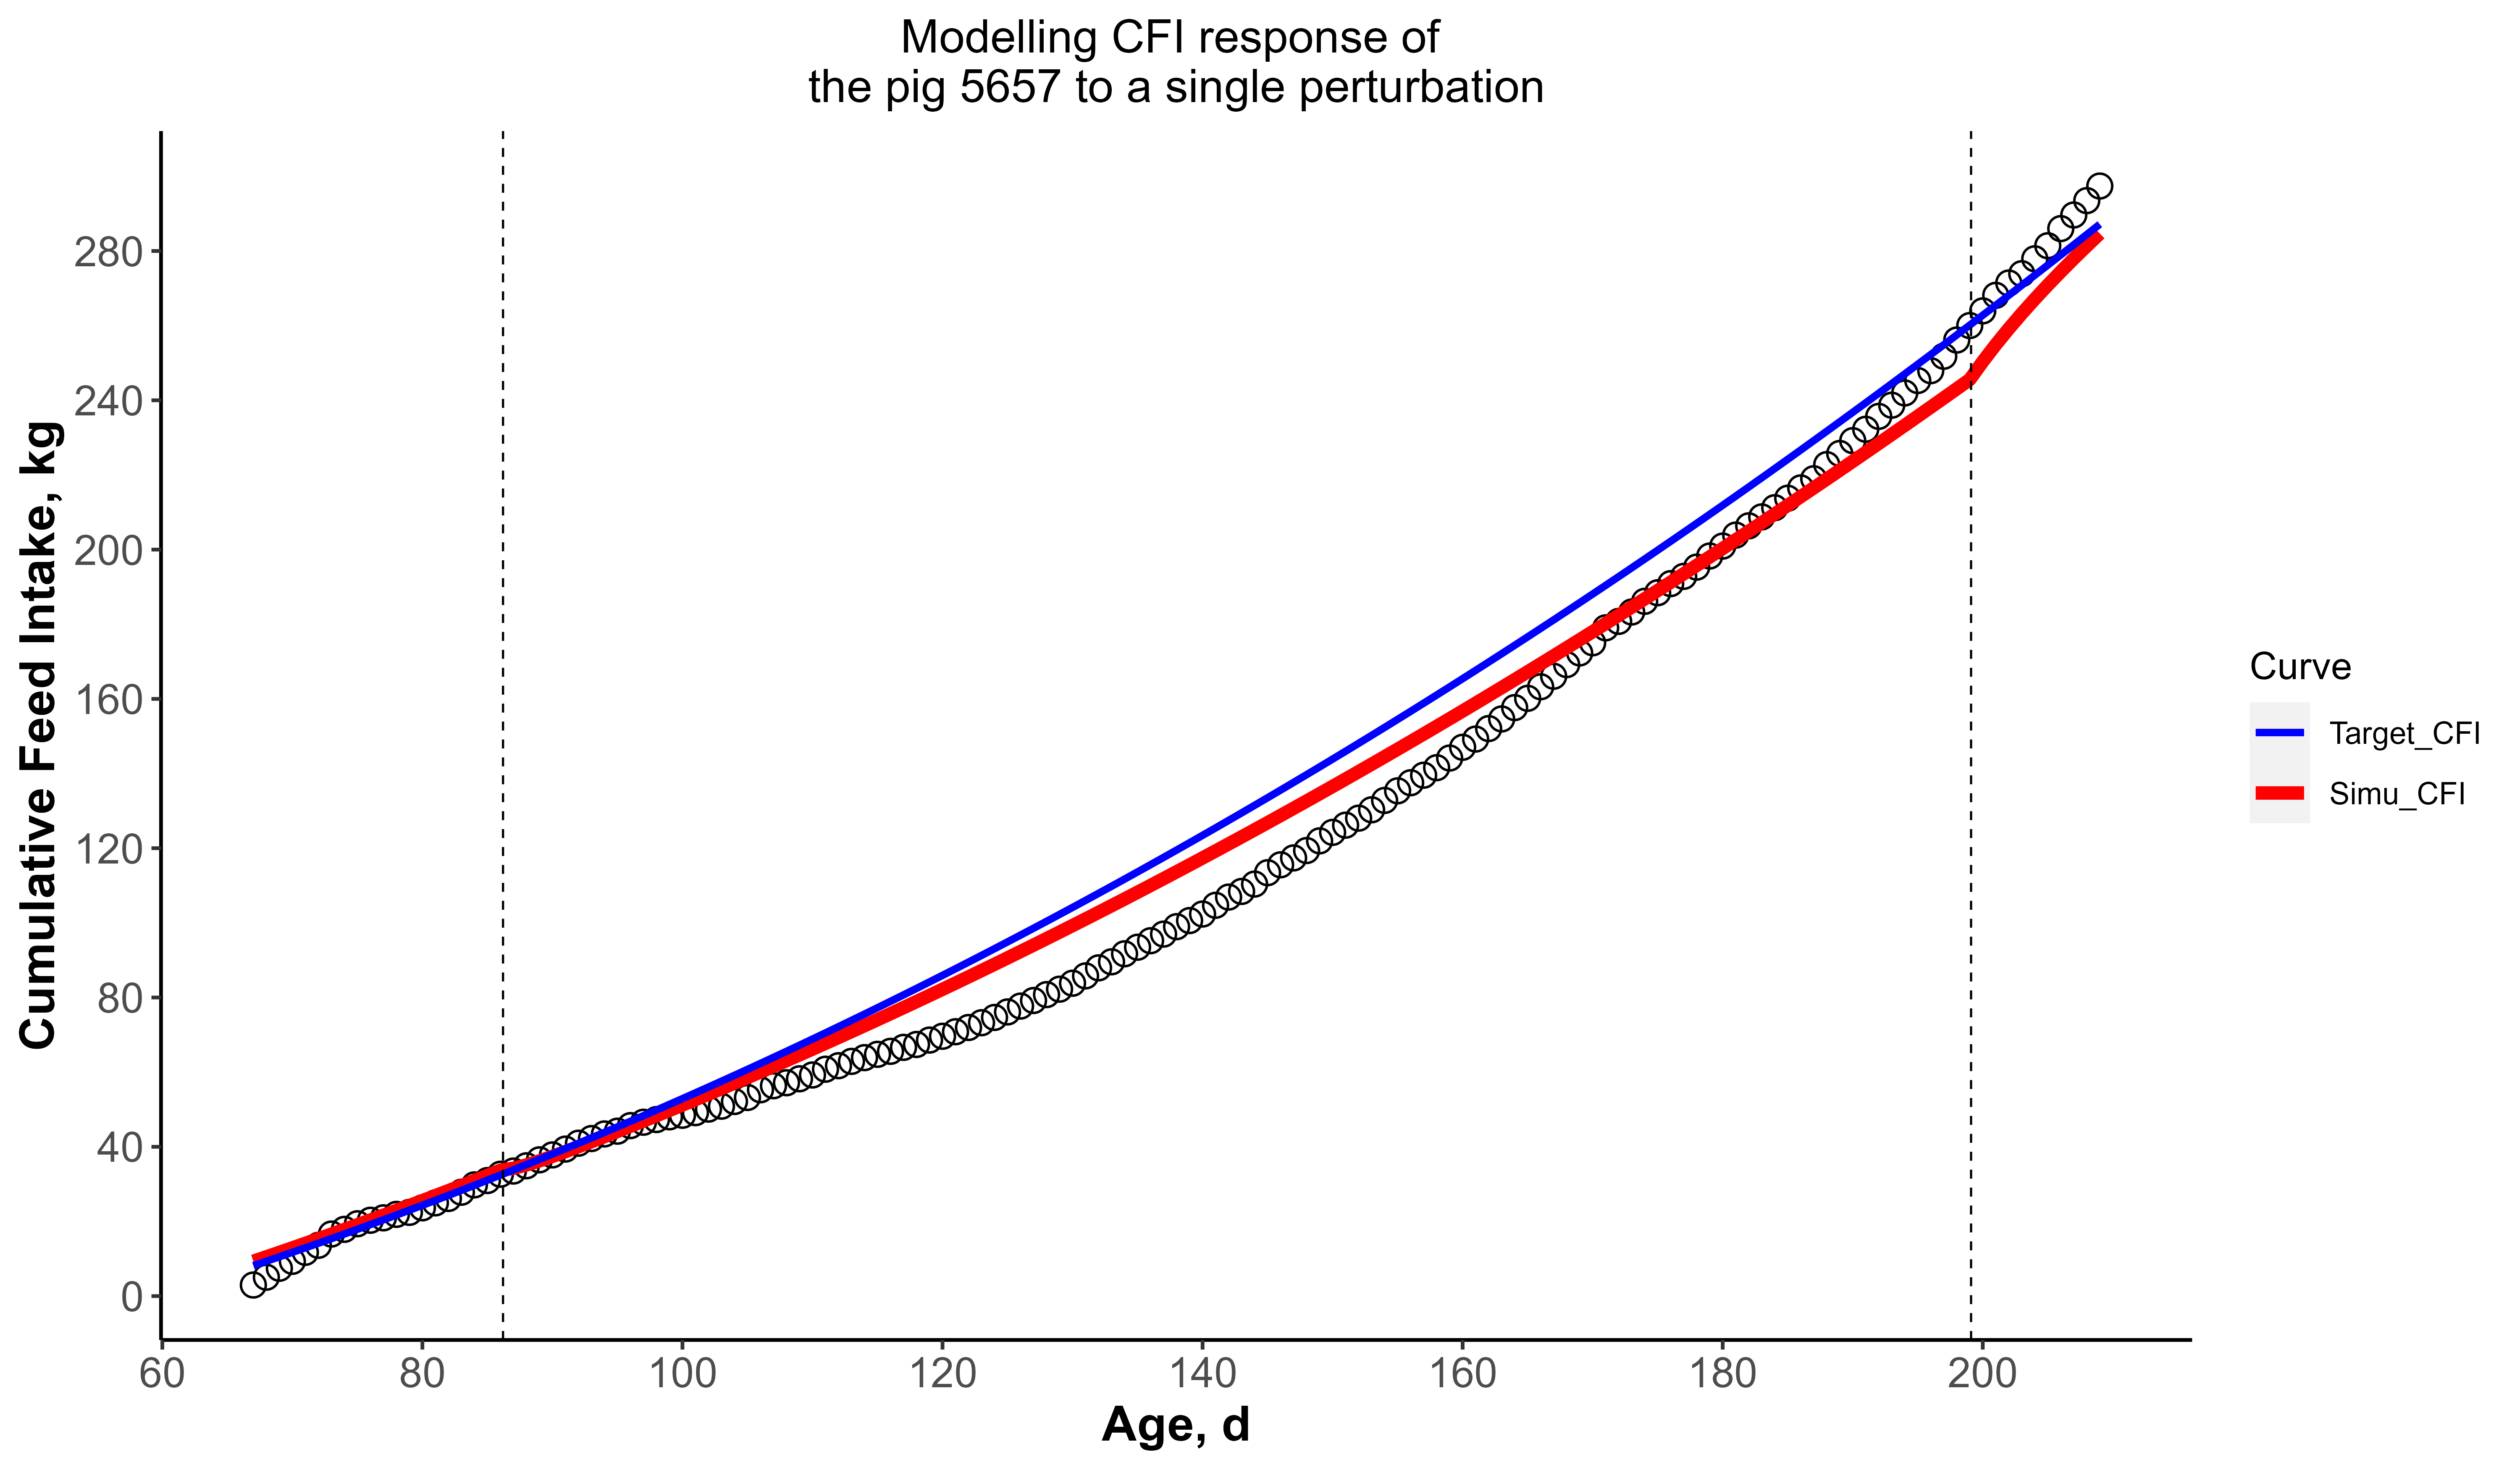 Modelling CFI response of
the pig 5657 to a single perturbation
Cumulative Feed Intake, kg
280
240
200
160
120
80
40
0
60 80 100 120 140 160 180 200
Age, d
Curve
Target_CFI
Simu_CFI